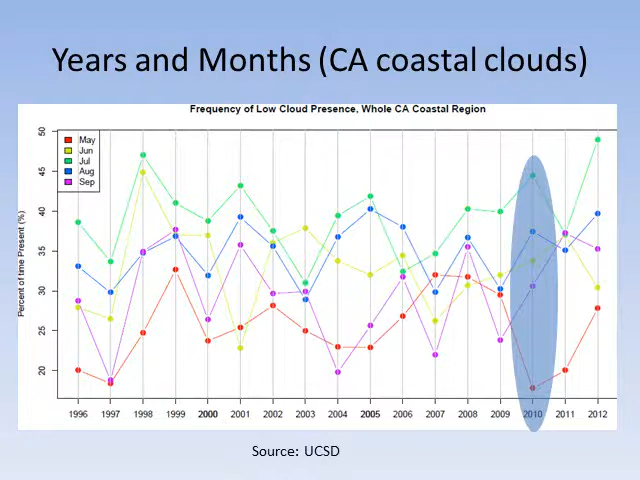 Years and Months (CA coastal clouds)
Frequency of Low Cloud Presence, Whole CA Coastal Region
Percent of time Present (%)
50
45
40
35
30
25
20
May
Jun
Jul
Aug
Sep
1996 1997 1998 1999 2000 2001 2002 2003 2004 2005 2006 2007 2008 2009 2010 2011 2012
Source: UCSD